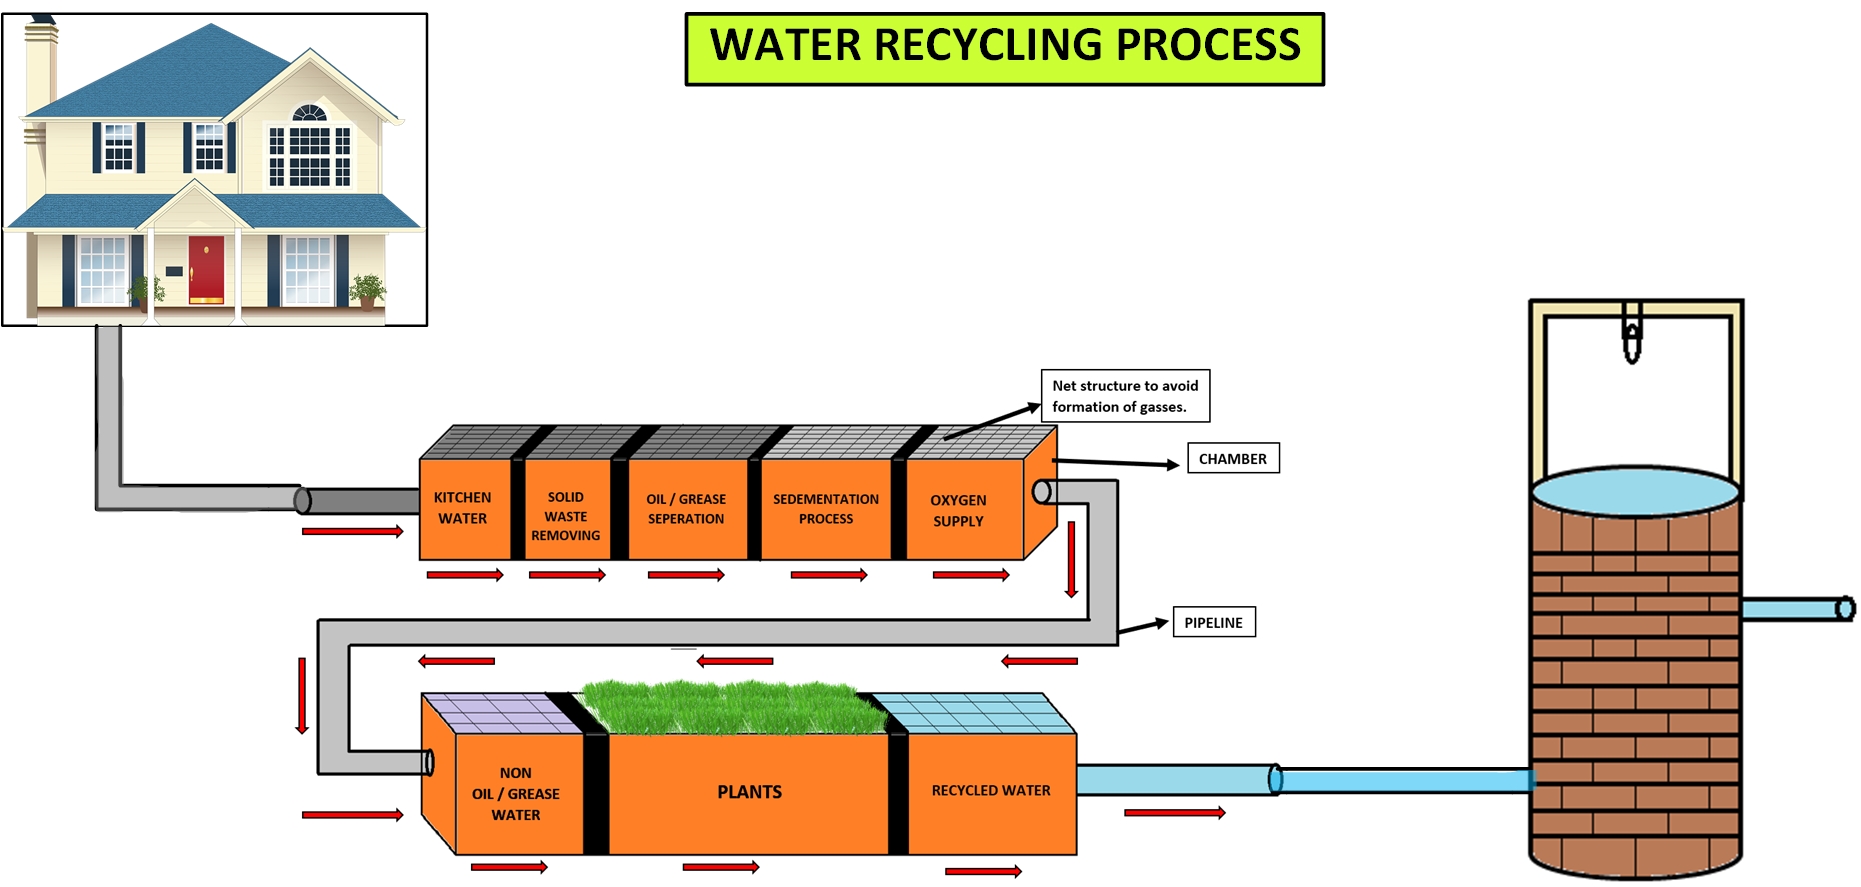 WATER RECYCLING PROCESS
Net structure to avoid
formation of gasses.
CHAMBER
KITCHEN
WATER
SOLID
WASTE
REMOVING
OIL / GREASE
SEPERATION
SEDEMENTATION
PROCESS
OXYGEN
SUPPLY
PIPELINE
NON
OIL / GREASE
WATER
PLANTS
RECYCLED WATER